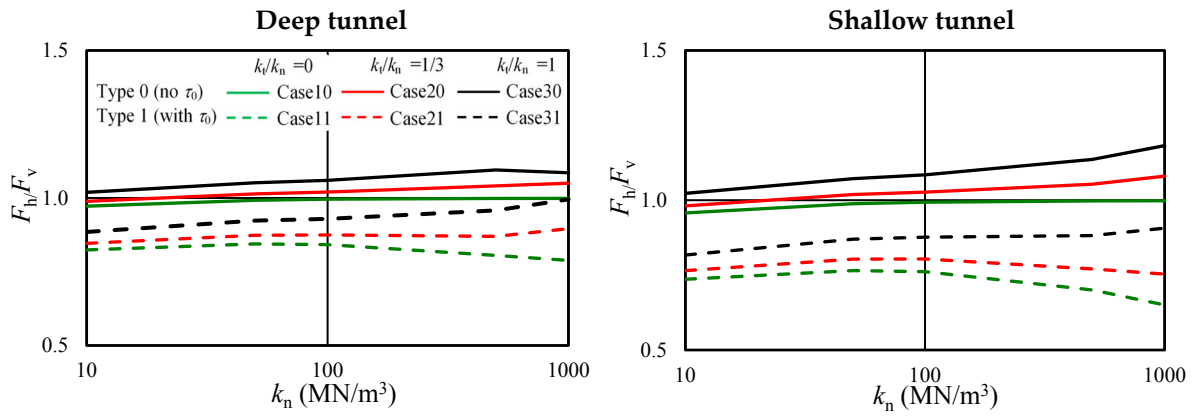 Deep tunnel
1.5
kt/kn =0 kt/kn =1/3 kt/kn =1
Type 0 (no τ0) Case10 Case20 Case30
Type 1 (with τ0) Case11 Case21 Case31
Fh/Fv
1.0
0.5
10 100 1000
kn (MN/m³)
Shallow tunnel
1.5
Fh/Fv
1.0
0.5
10 100 1000
kn (MN/m³)